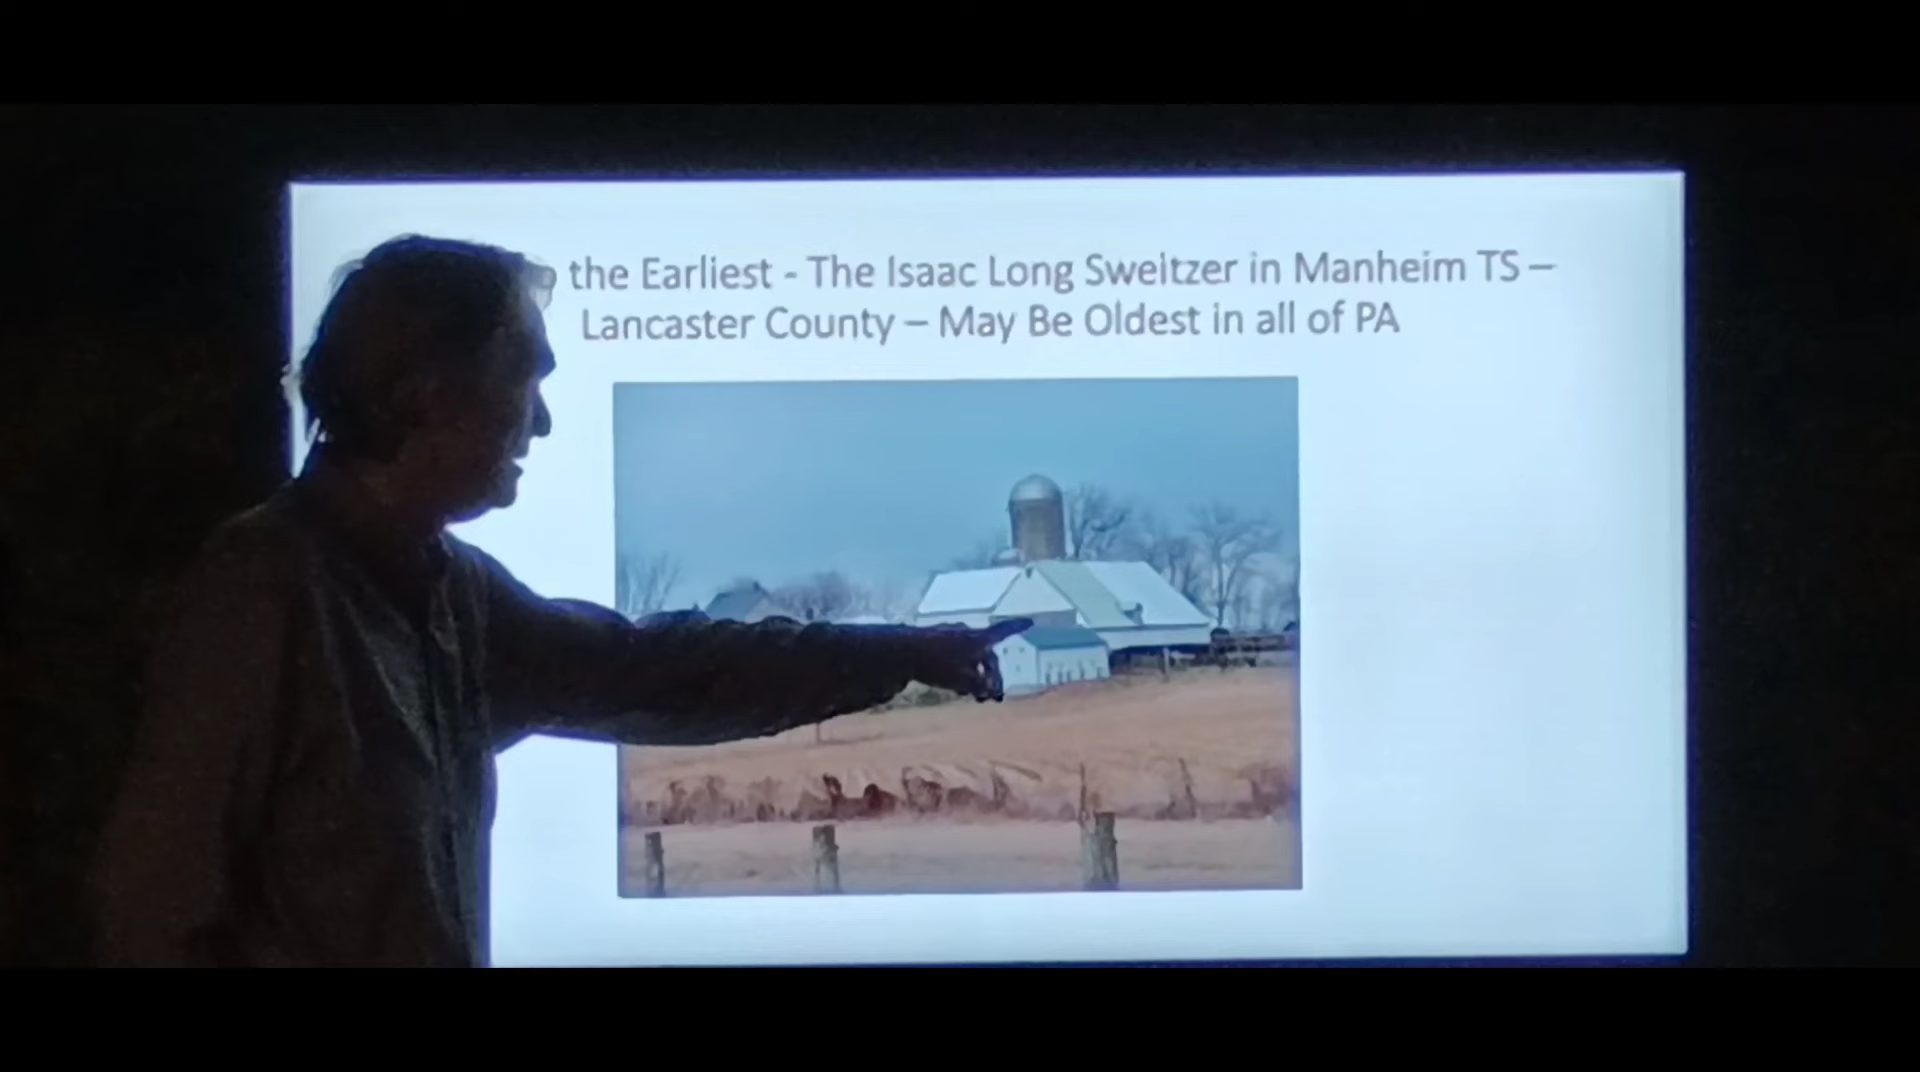 the Earliest - The Isaac Long Sweitzer in Manheim TS –
Lancaster County – May Be Oldest in all of PA